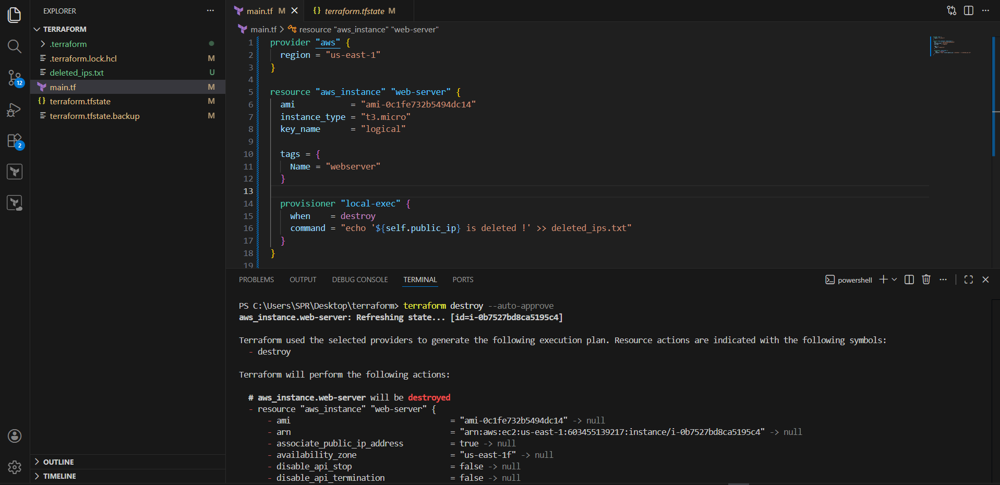 EXPLORER
TERRAFORM
.terraform
.terraform.lock.hcl M
deleted_ips.txt U
main.tf M
terraform.tfstate M
terraform.tfstate.backup M
12
2
OUTLINE
TIMELINE
main.tf M
terraform.tfstate M
main.tf > resource "aws_instance" "web-server"
1 provider "aws" {
2 region = "us-east-1"
3 }
4
5 resource "aws_instance" "web-server" {
6 ami = "ami-0c1fe732b5494dc14"
7 instance_type = "t3.micro"
8 key_name = "logical"
9
10 tags = {
11 Name = "webserver"
12 }
13
14 provisioner "local-exec" {
15 when = destroy
16 command = "echo '${self.public_ip} is deleted !' >> deleted_ips.txt"
17 }
18 }
19
PROBLEMS OUTPUT DEBUG CONSOLE TERMINAL PORTS
powershell
PS C:\Users\SPR\Desktop\terraform> terraform destroy --auto-approve
aws_instance.web-server: Refreshing state... [id=i-0b7527bd8ca5195c4]
Terraform used the selected providers to generate the following execution plan. Resource actions are indicated with the following symbols:
- destroy
Terraform will perform the following actions:
# aws_instance.web-server will be destroyed
- resource "aws_instance" "web-server" {
- ami = "ami-0c1fe732b5494dc14" -> null
- arn = "arn:aws:ec2:us-east-1:603455139217:instance/i-0b7527bd8ca5195c4" -> null
- associate_public_ip_address = true -> null
- availability_zone = "us-east-1f" -> null
- disable_api_stop = false -> null
- disable_api_termination = false -> null